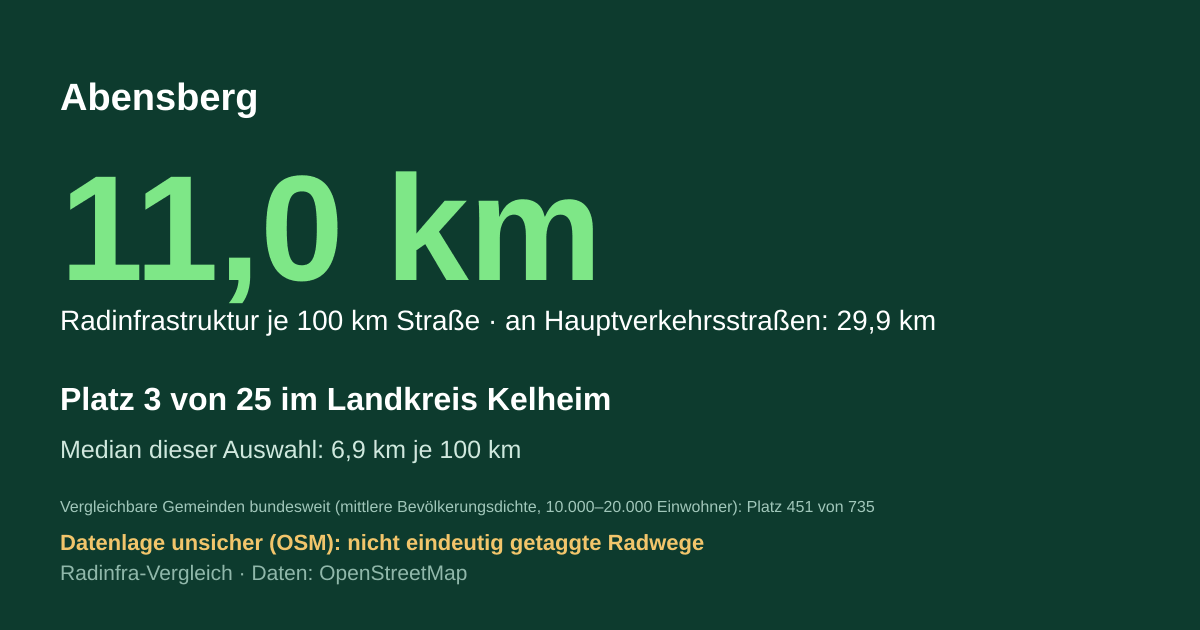 Abensberg
11,0 km
Radinfrastruktur je 100 km Straße · an Hauptverkehrsstraßen: 29,9 km
Platz 3 von 25 im Landkreis Kelheim
Median dieser Auswahl: 6,9 km je 100 km
Vergleichbare Gemeinden bundesweit (mittlere Bevölkerungsdichte, 10.000–20.000 Einwohner): Platz 451 von 735
Datenlage unsicher (OSM): nicht eindeutig getaggte Radwege
Radinfra-Vergleich · Daten: OpenStreetMap